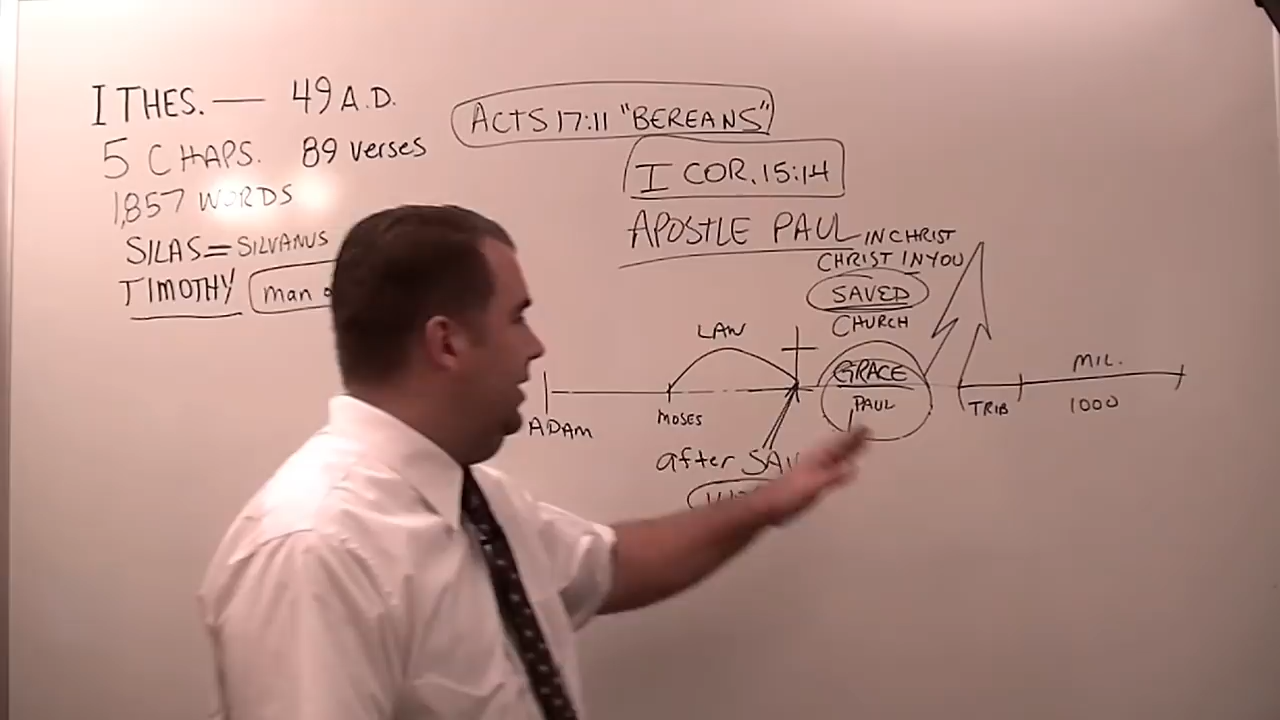 I THES. — 49 A.D.
5 CHAPS. 89 verses
1,857 WORDS
SILAS = SILVANUS
TIMOTHY man
ACTS 17:11 "BEREANS"
I COR. 15:14
APOSTLE PAUL
IN CHRIST
CHRIST IN YOU
SAVED
CHURCH
LAW
GRACE
MIL.
ADAM
MOSES
PAUL
TRIB
1000
after